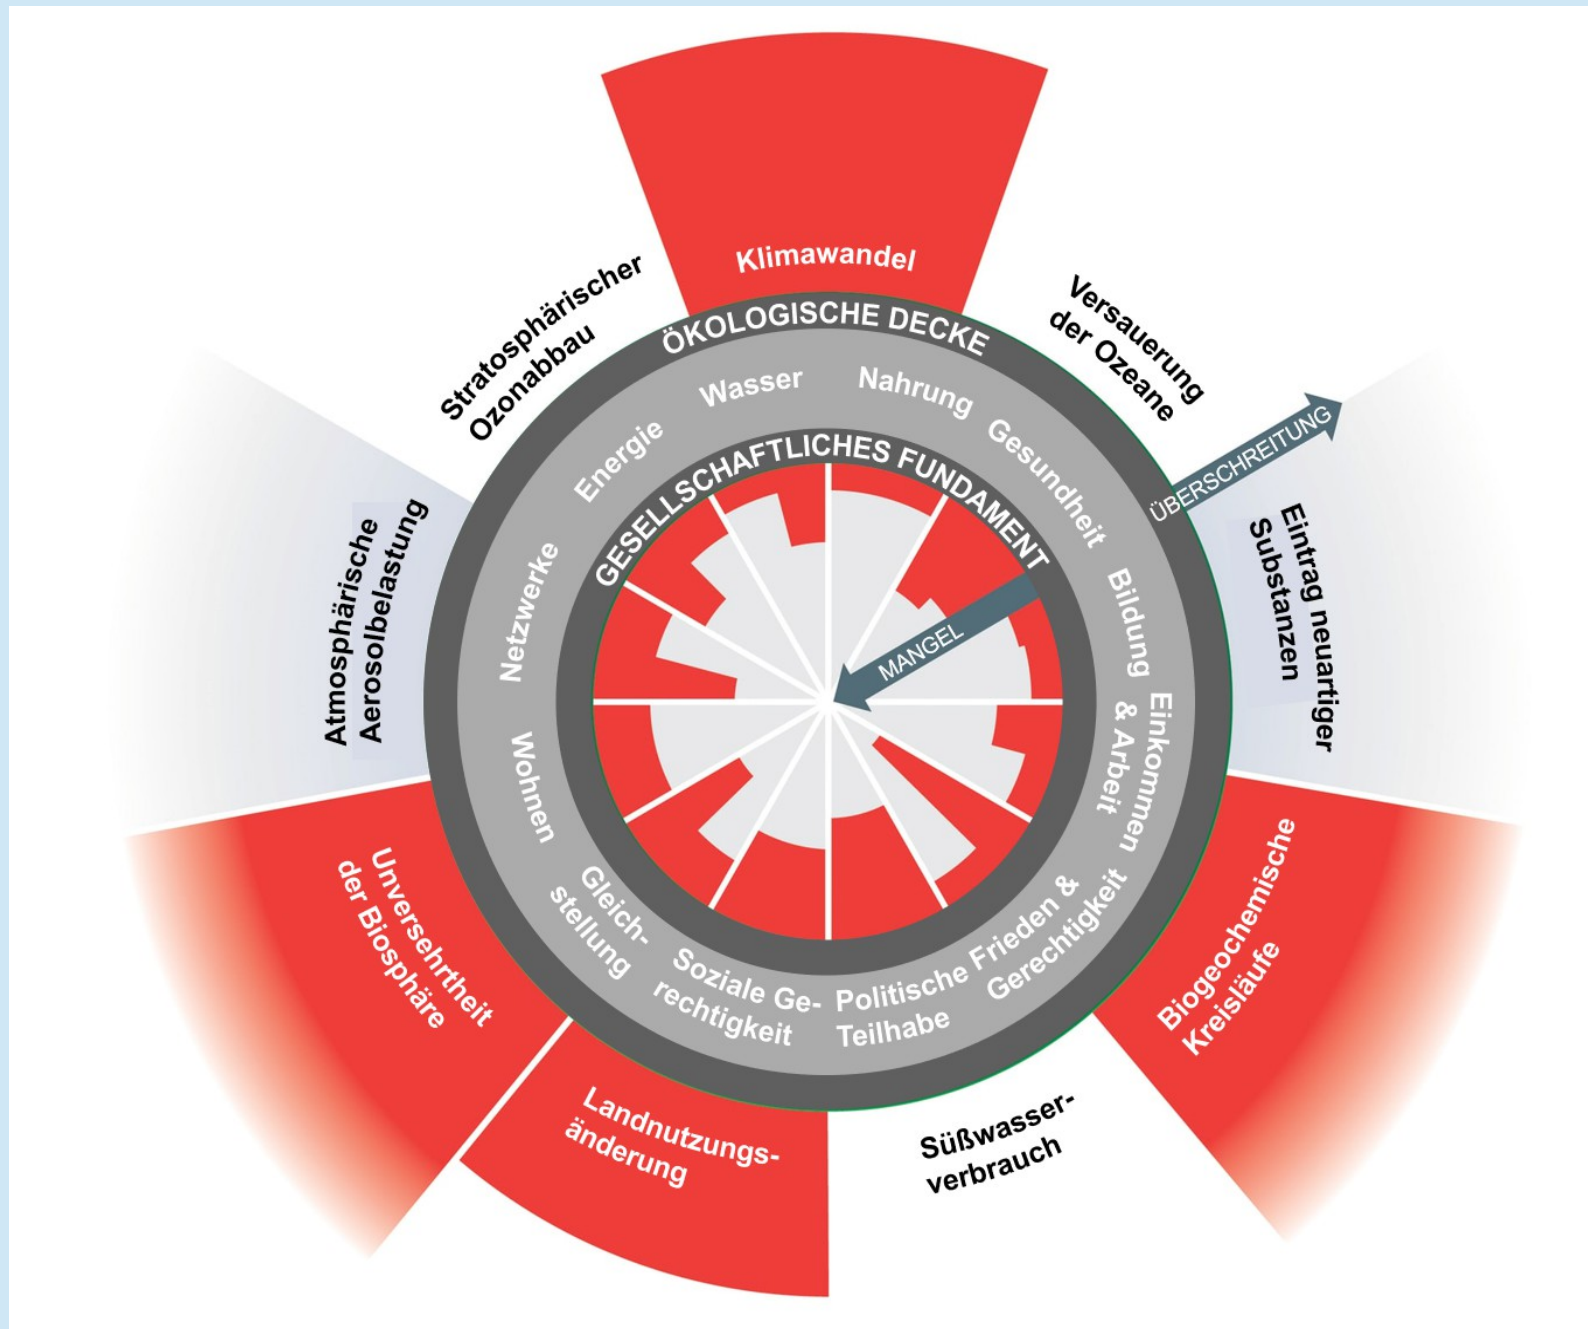 Klimawandel
Versauerung
der Ozeane
ÜBERSCHREITUNG
Eintrag neuartiger
Substanzen
Biogeochemische
Kreisläufe
Süßwasser-
verbrauch
Landnutzungs-
änderung
Unversehrtheit
der Biosphäre
Atmosphärische
Aerosolbelastung
Stratosphärischer
Ozonabbau
ÖKOLOGISCHE DECKE
Wasser
Nahrung
Gesundheit
Bildung
Einkommen
& Arbeit
Frieden &
Gerechtigkeit
Politische
Teilhabe
Soziale Ge-
rechtigkeit
Gleich-
stellung
Wohnen
Netzwerke
Energie
GESELLSCHAFTLICHES FUNDAMENT
MANGEL